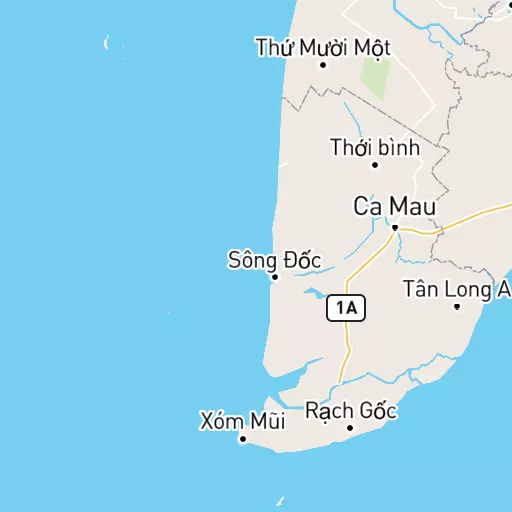 Thứ Mười Một
Thới bình
Ca Mau
Sông Đốc
Tân Long A
1A
Rạch Gốc
Xóm Mũi